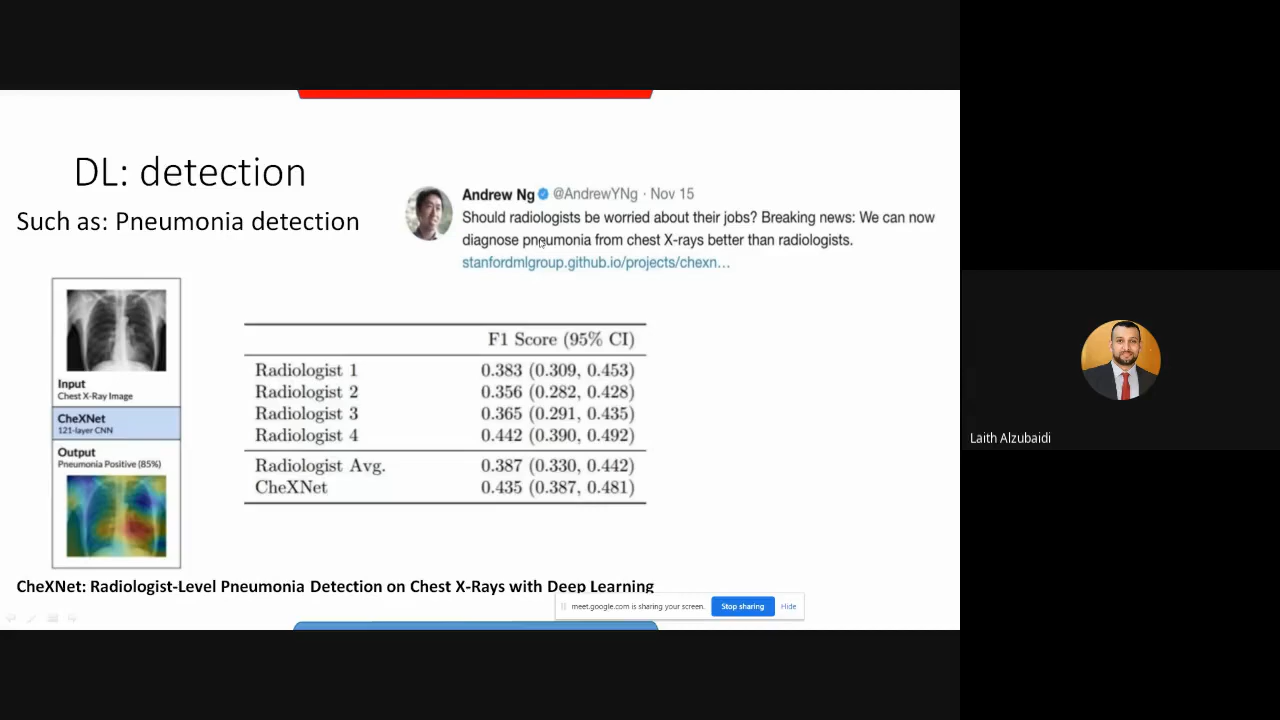 DL: detection
Such as: Pneumonia detection
Andrew Ng @AndrewYNg · Nov 15
Should radiologists be worried about their jobs? Breaking news: We can now
diagnose pneumonia from chest X-rays better than radiologists.
stanfordmlgroup.github.io/projects/chexn...
Input
Chest X-Ray Image
CheXNet
121-layer CNN
Output
Pneumonia Positive (85%)
F1 Score (95% CI)
Radiologist 1 0.383 (0.309, 0.453)
Radiologist 2 0.356 (0.282, 0.428)
Radiologist 3 0.365 (0.291, 0.435)
Radiologist 4 0.442 (0.390, 0.492)
Radiologist Avg. 0.387 (0.330, 0.442)
CheXNet 0.435 (0.387, 0.481)
CheXNet: Radiologist-Level Pneumonia Detection on Chest X-Rays with Deep Learning
meet.google.com is sharing your screen. Stop sharing Hide
Laith Alzubaidi